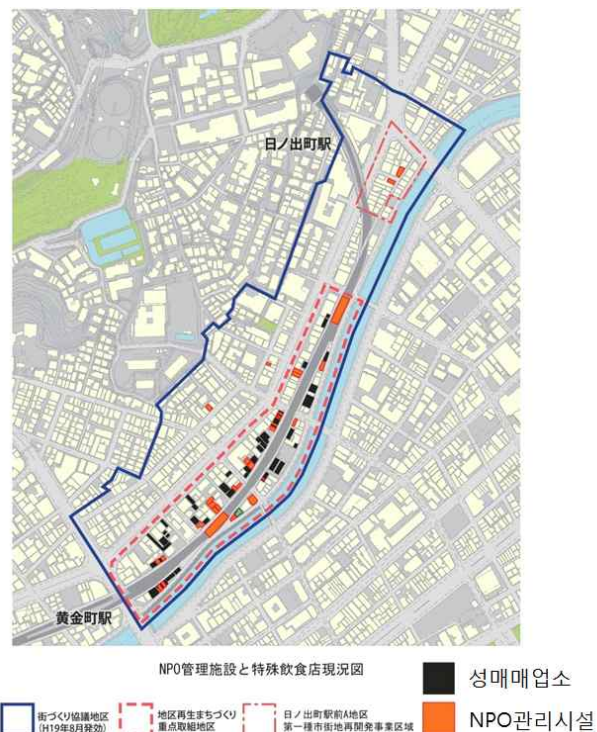 日ノ出町駅
黄金町駅
NPO管理施設と特殊飲食店現況図
성매매업소
街づくり協議地区
(H19年8月発効)
地区再生まちづくり
重点取組地区
日ノ出町駅前A地区
第一種市街地再開発事業区域
NPO관리시설